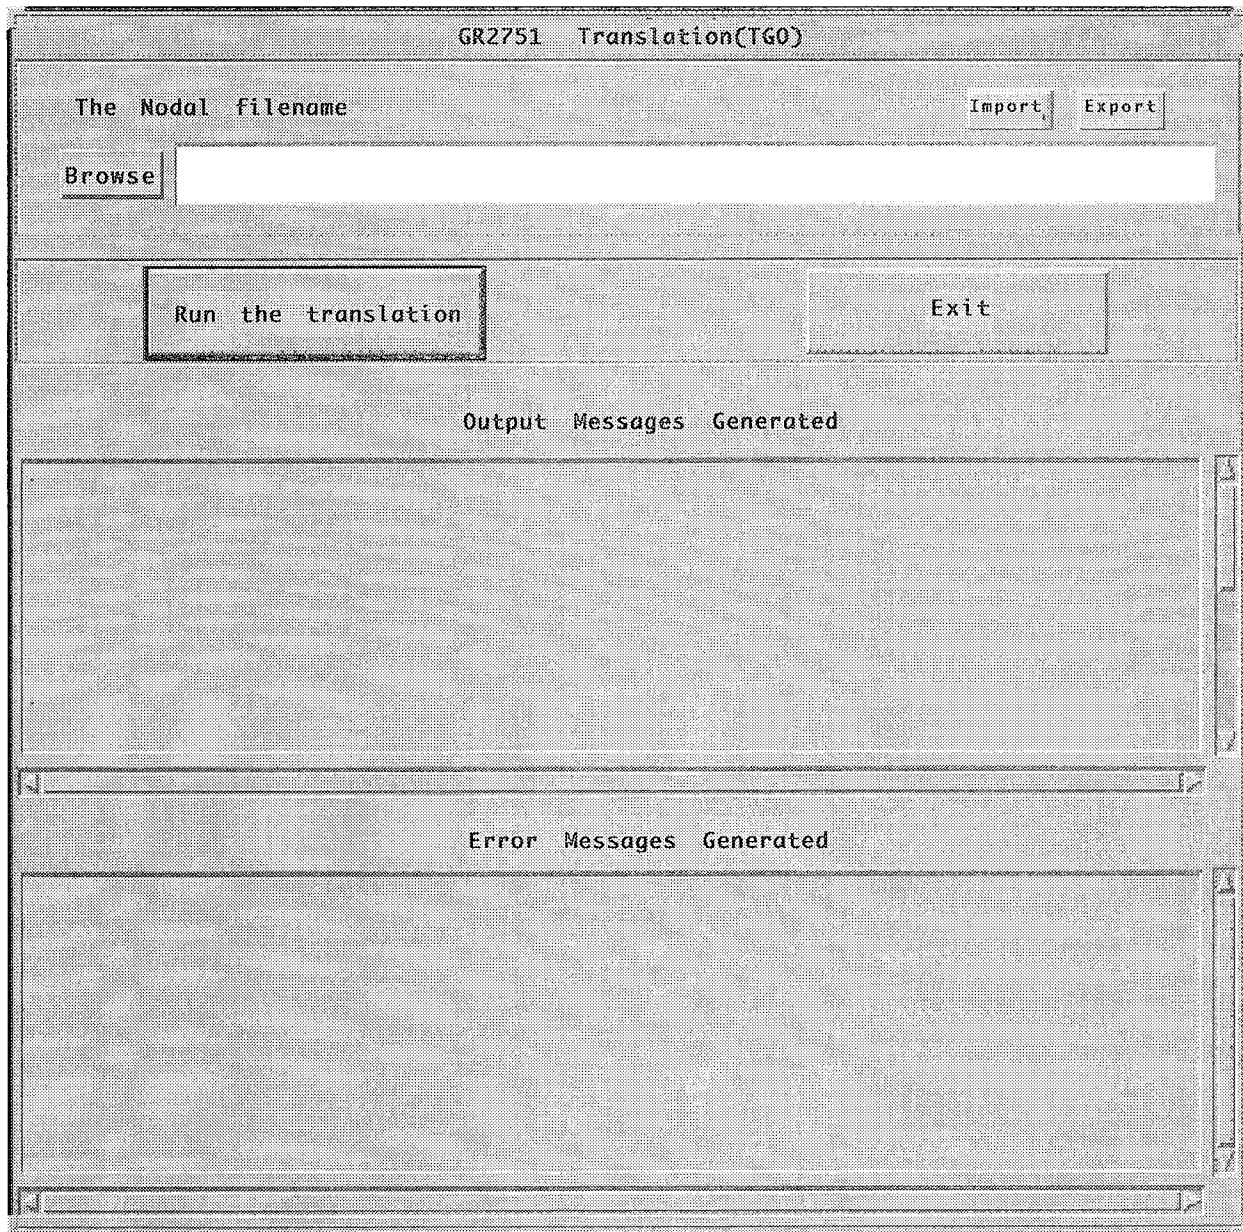 GR2751 Translation(TGO)
The Nodal filename Import Export
Browse
Run the translation Exit
Output Messages Generated
Error Messages Generated